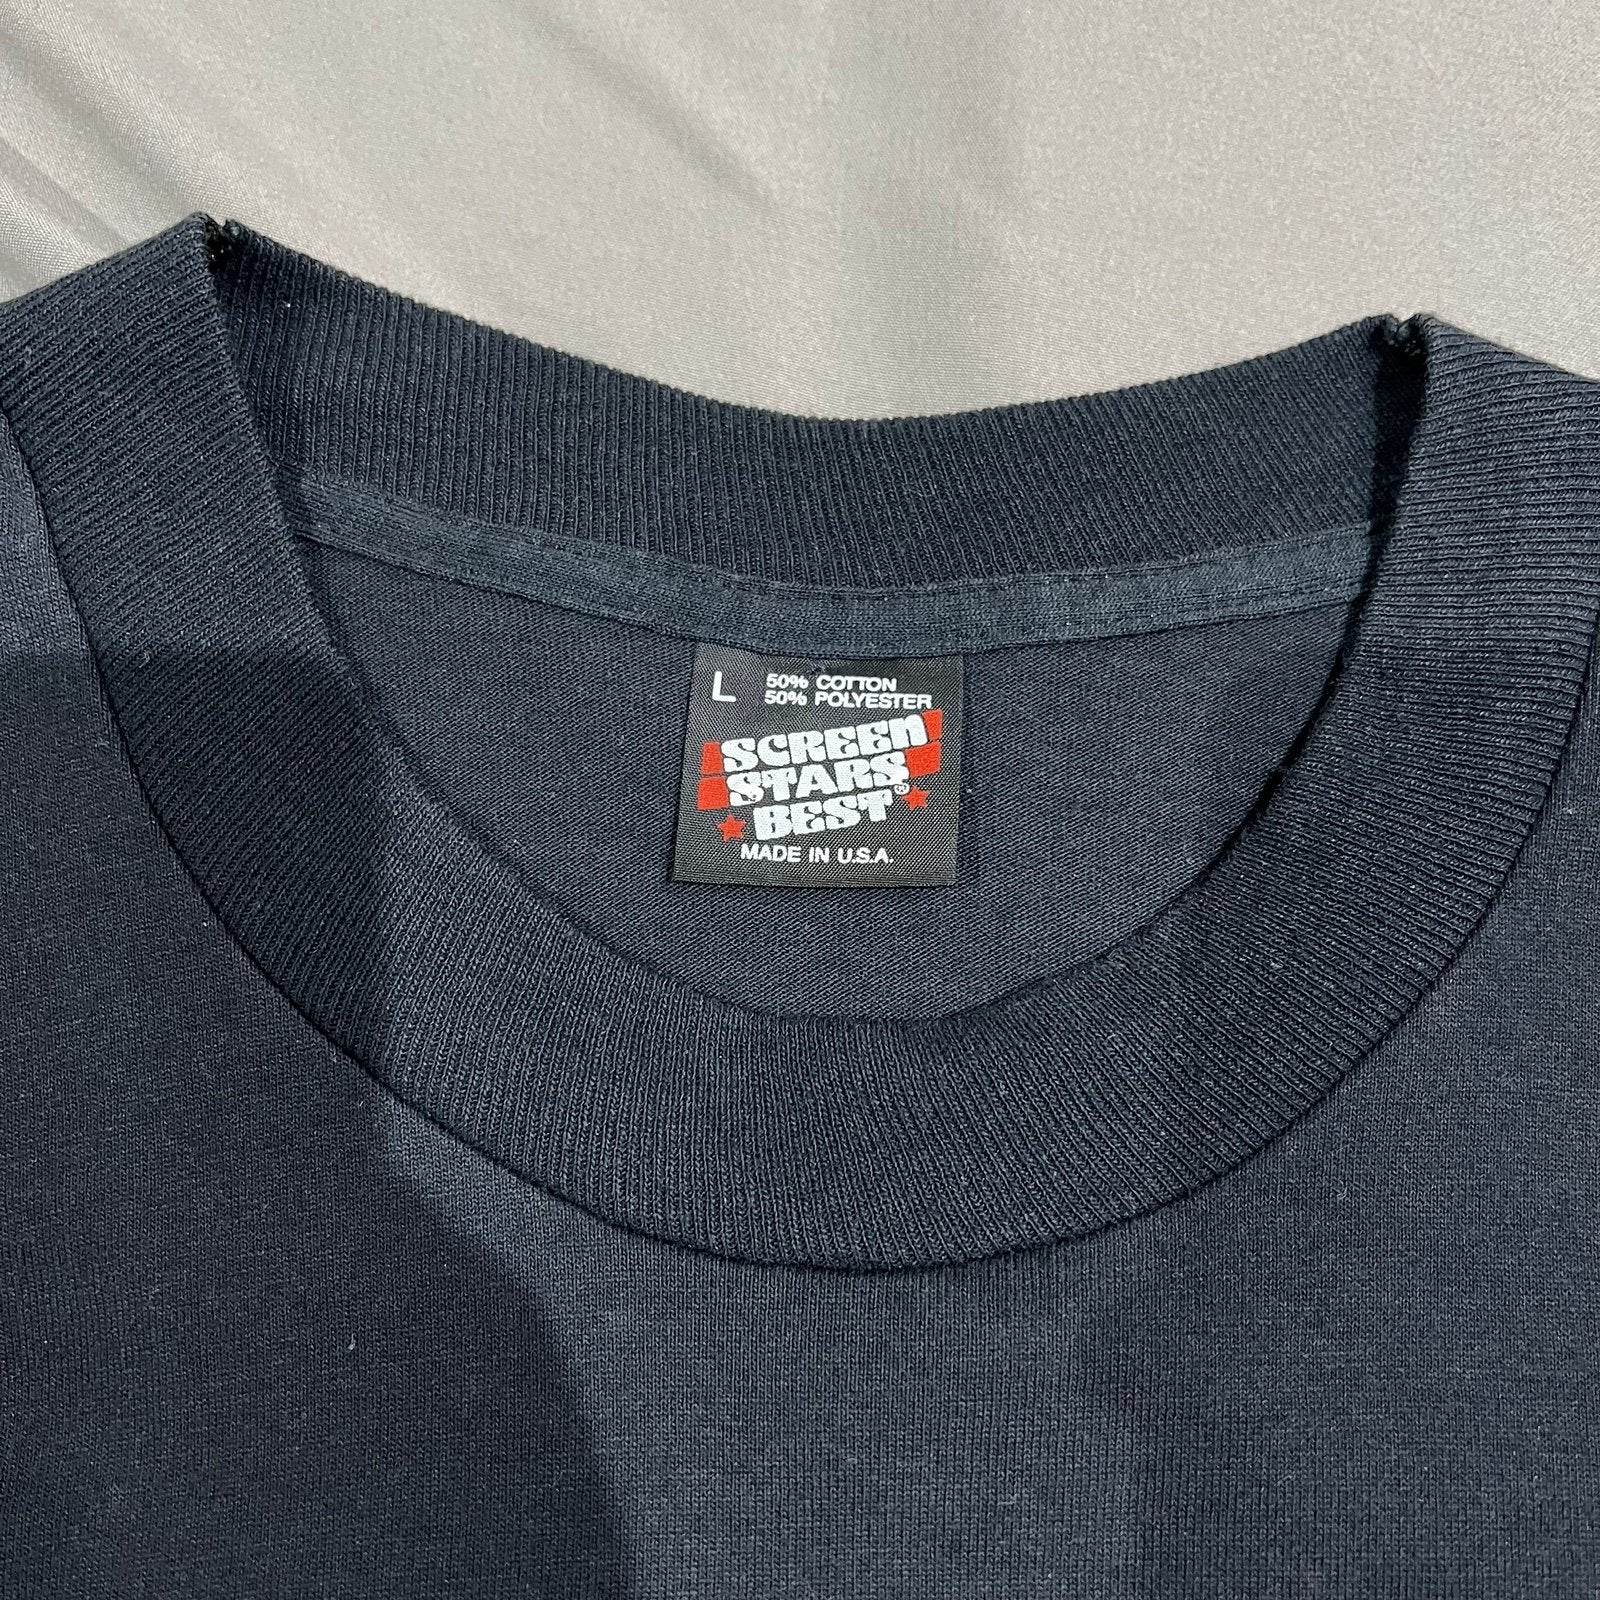 L
50% COTTON
50% POLYESTER
SCREEN
STARS
BEST®
MADE IN U.S.A.